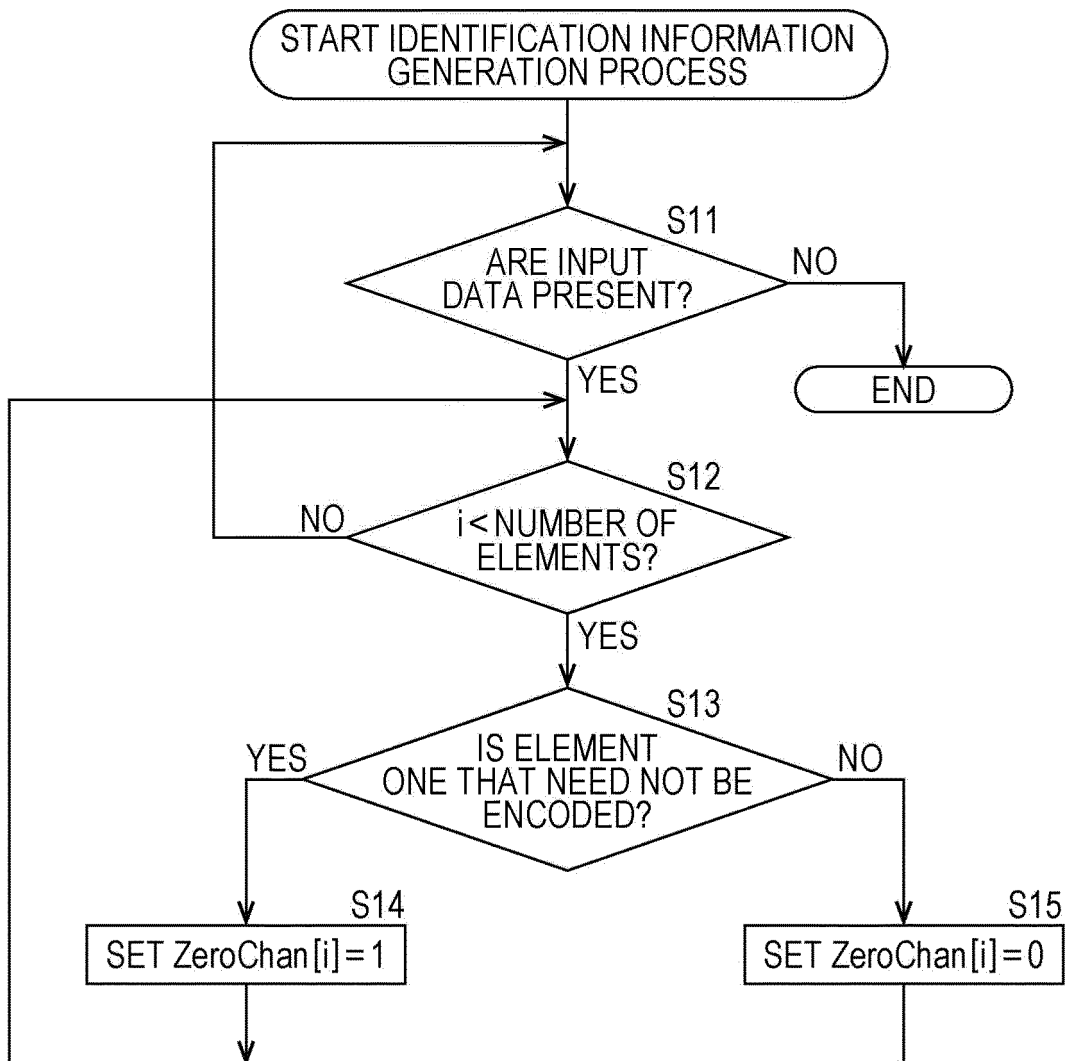 START IDENTIFICATION INFORMATION
GENERATION PROCESS
S11
ARE INPUT
DATA PRESENT?
NO
YES
END
S12
NO
i<NUMBER OF
ELEMENTS?
YES
S13
YES
IS ELEMENT
ONE THAT NEED NOT BE
ENCODED?
NO
S14
SET ZeroChan[i]=1
S15
SET ZeroChan[i]=0